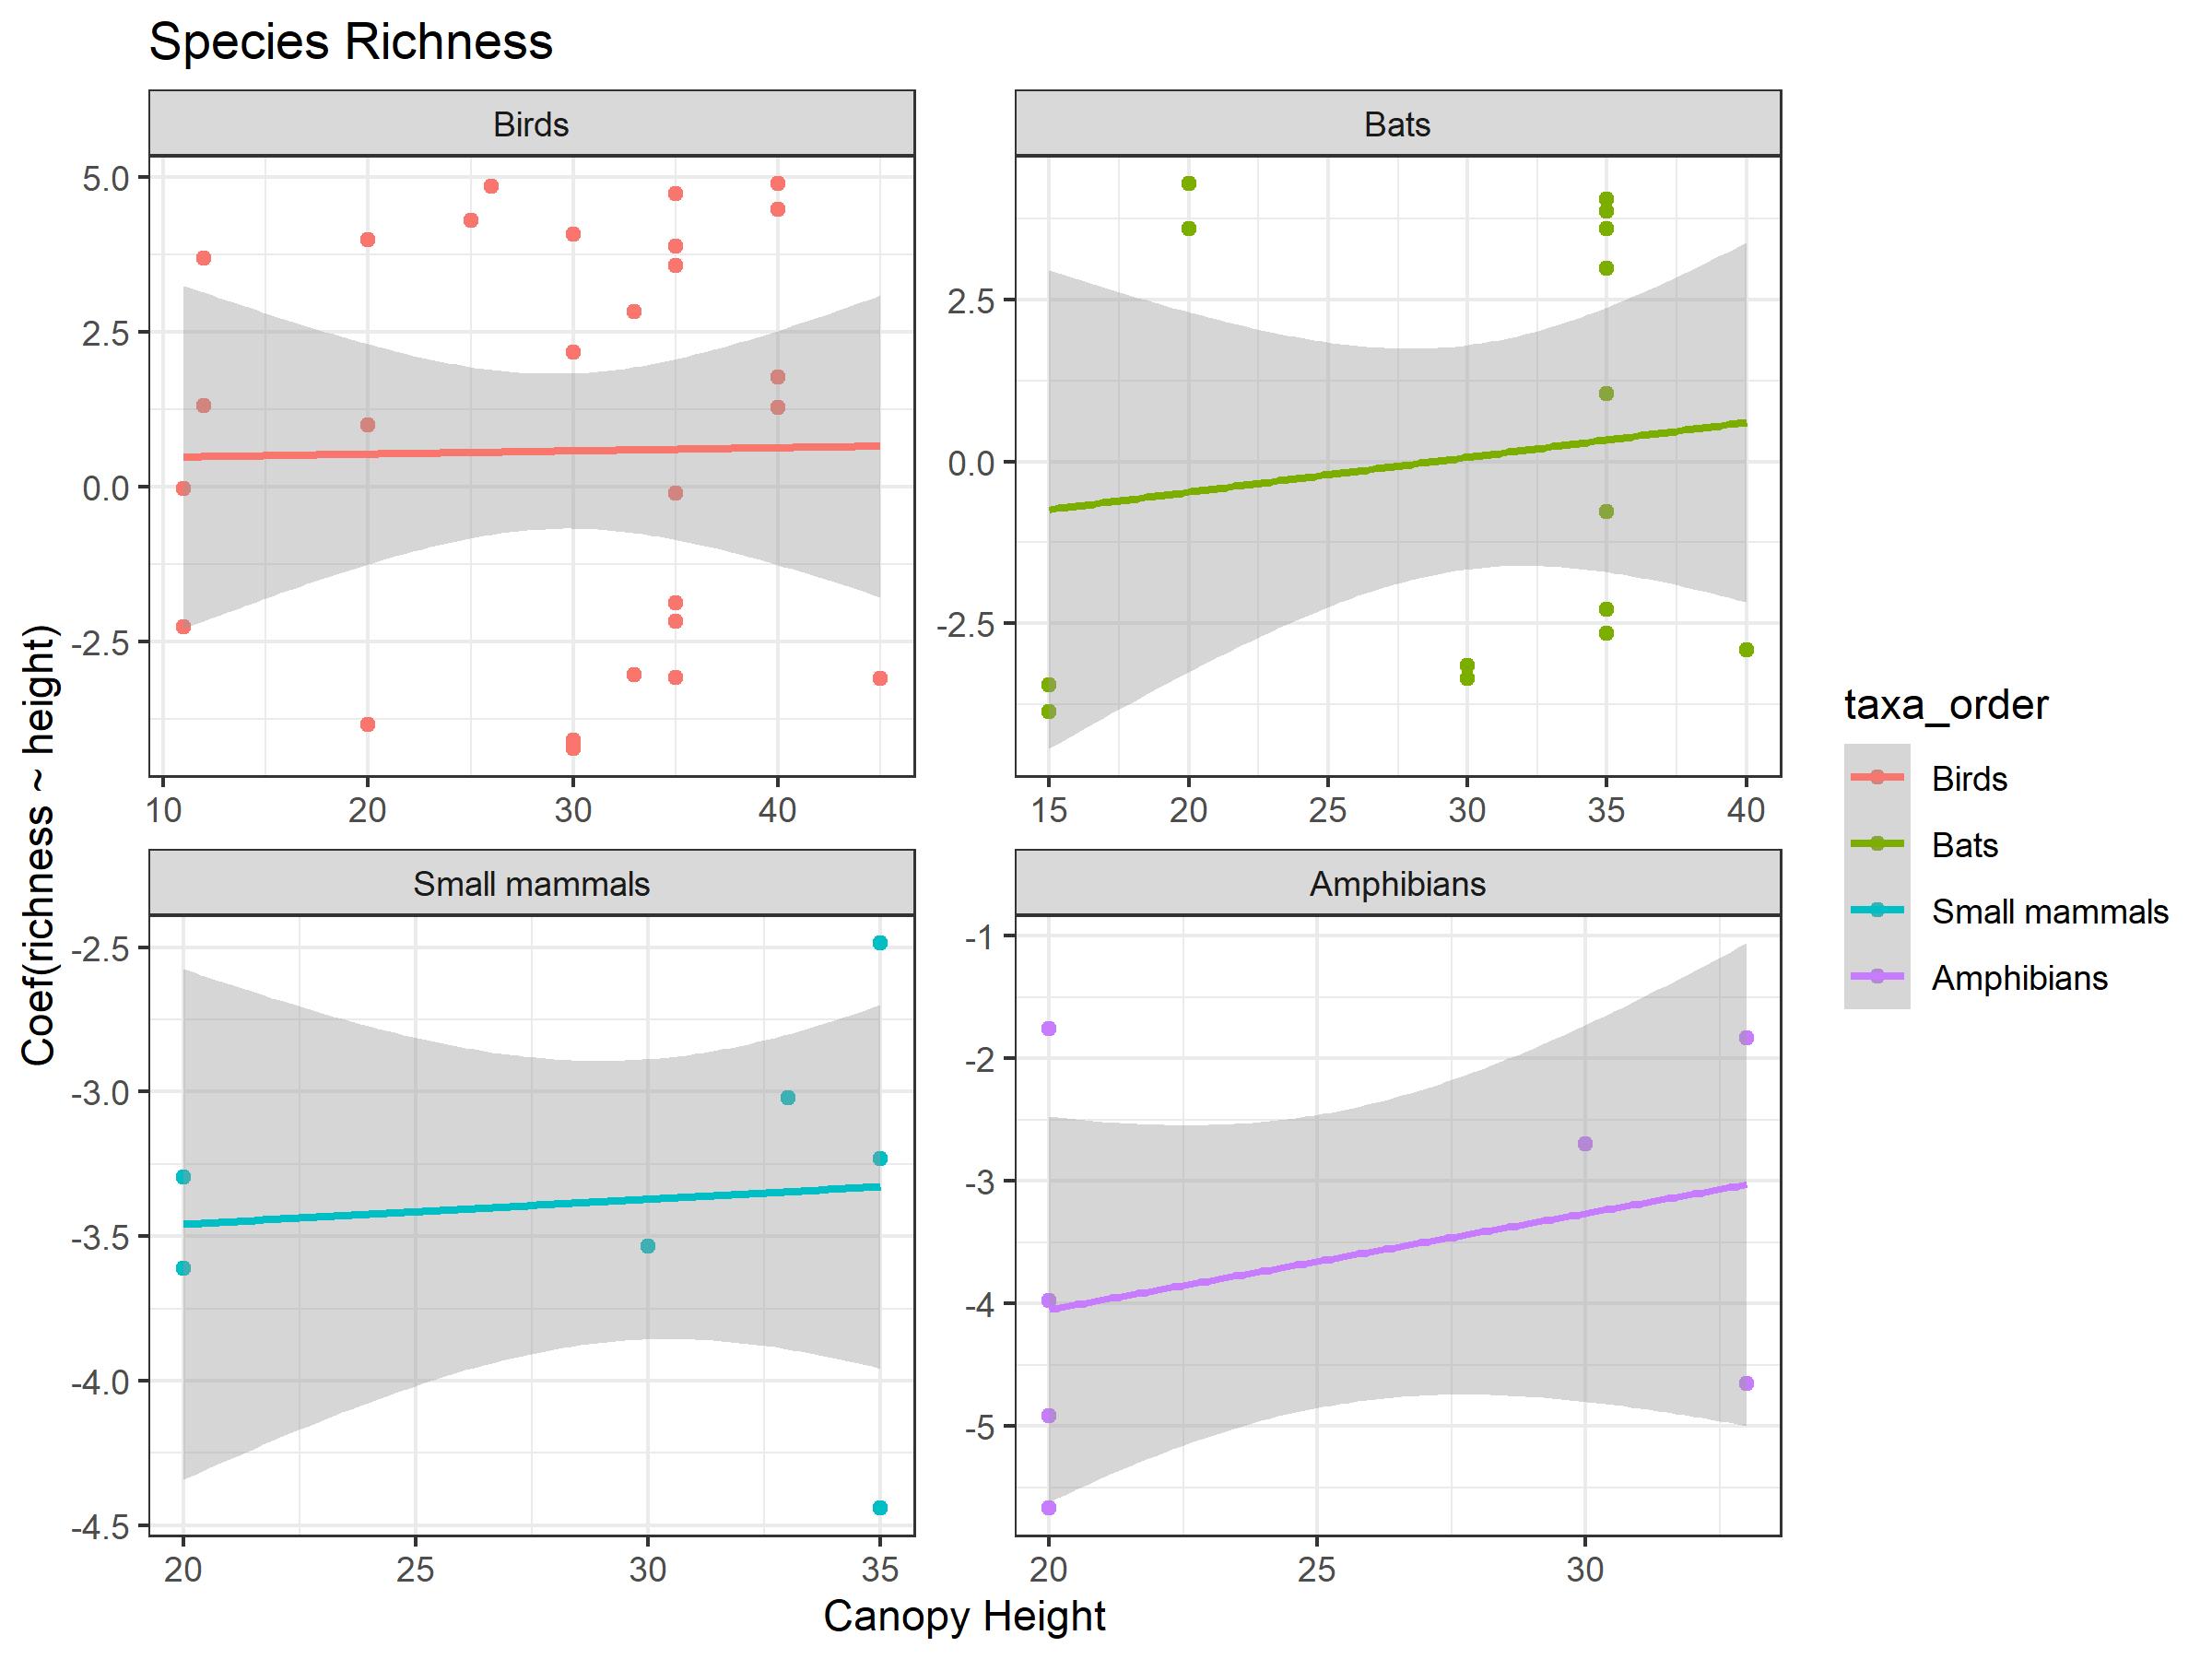 Species Richness
Birds
Bats
5.0
2.5
0.0
-2.5
2.5
0.0
-2.5
10 20 30 40
15 20 25 30 35 40
Small mammals
Amphibians
-2.5
-3.0
-3.5
-4.0
-4.5
-1
-2
-3
-4
-5
20 25 30 35
20 25 30
Coef(richness ~ height)
Canopy Height
taxa_order
Birds
Bats
Small mammals
Amphibians